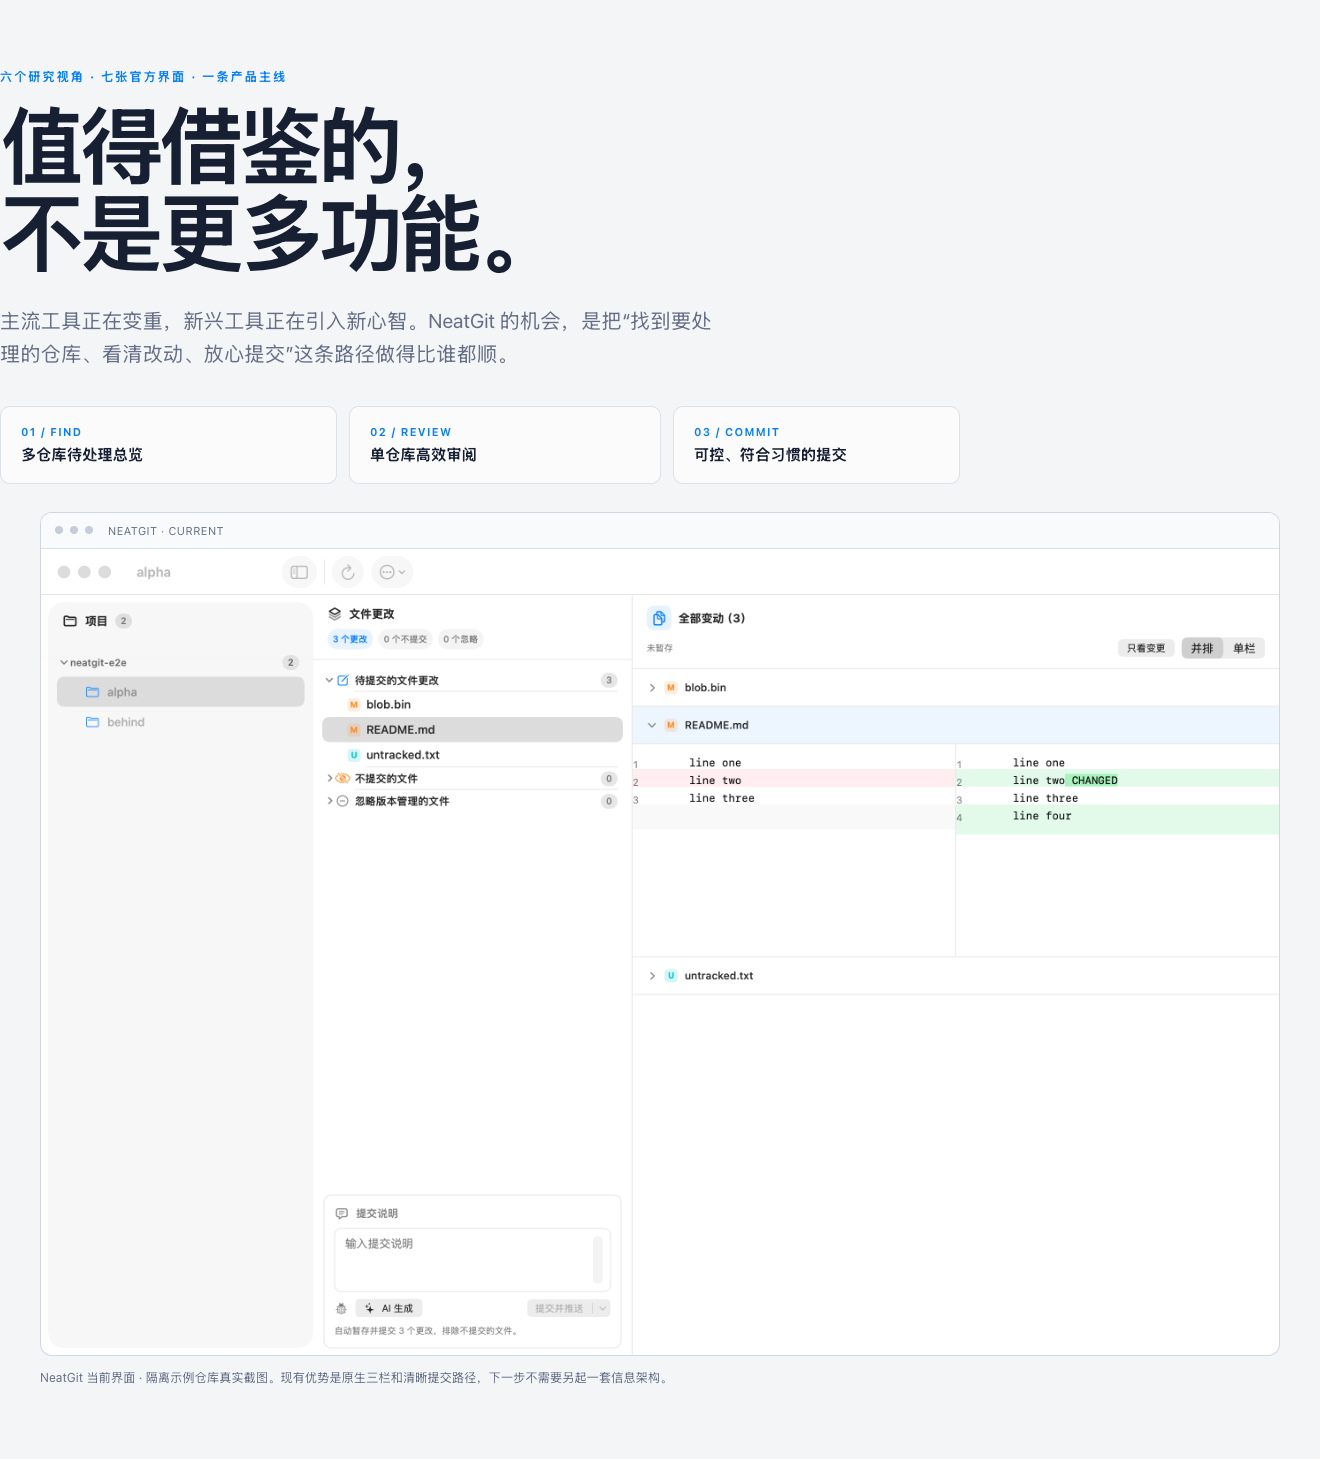 六个研究视角 · 七张官方界面 · 一条产品主线
值得借鉴的，
不是更多功能。
主流工具正在变重，新兴工具正在引入新心智。NeatGit 的机会，是把“找到要处
理的仓库、看清改动、放心提交”这条路径做得比谁都顺。
01 / FIND
多仓库待处理总览
02 / REVIEW
单仓库高效审阅
03 / COMMIT
可控、符合习惯的提交
NEATGIT · CURRENT
alpha
项目 2
neatgit-e2e 2
alpha
behind
文件更改
3 个更改 0 个不提交 0 个忽略
待提交的文件更改 3
M blob.bin
M README.md
U untracked.txt
不提交的文件 0
忽略版本管理的文件 0
提交说明
输入提交说明
AI 生成 提交并推送
自动暂存并提交 3 个更改，排除不提交的文件。
全部变动 (3)
未暂存 只看变更 并排 单栏
M blob.bin
M README.md
1 line one
2 line two
3 line three
1 line one
2 line two CHANGED
3 line three
4 line four
U untracked.txt
NeatGit 当前界面 · 隔离示例仓库真实截图。现有优势是原生三栏和清晰提交路径，下一步不需要另起一套信息架构。